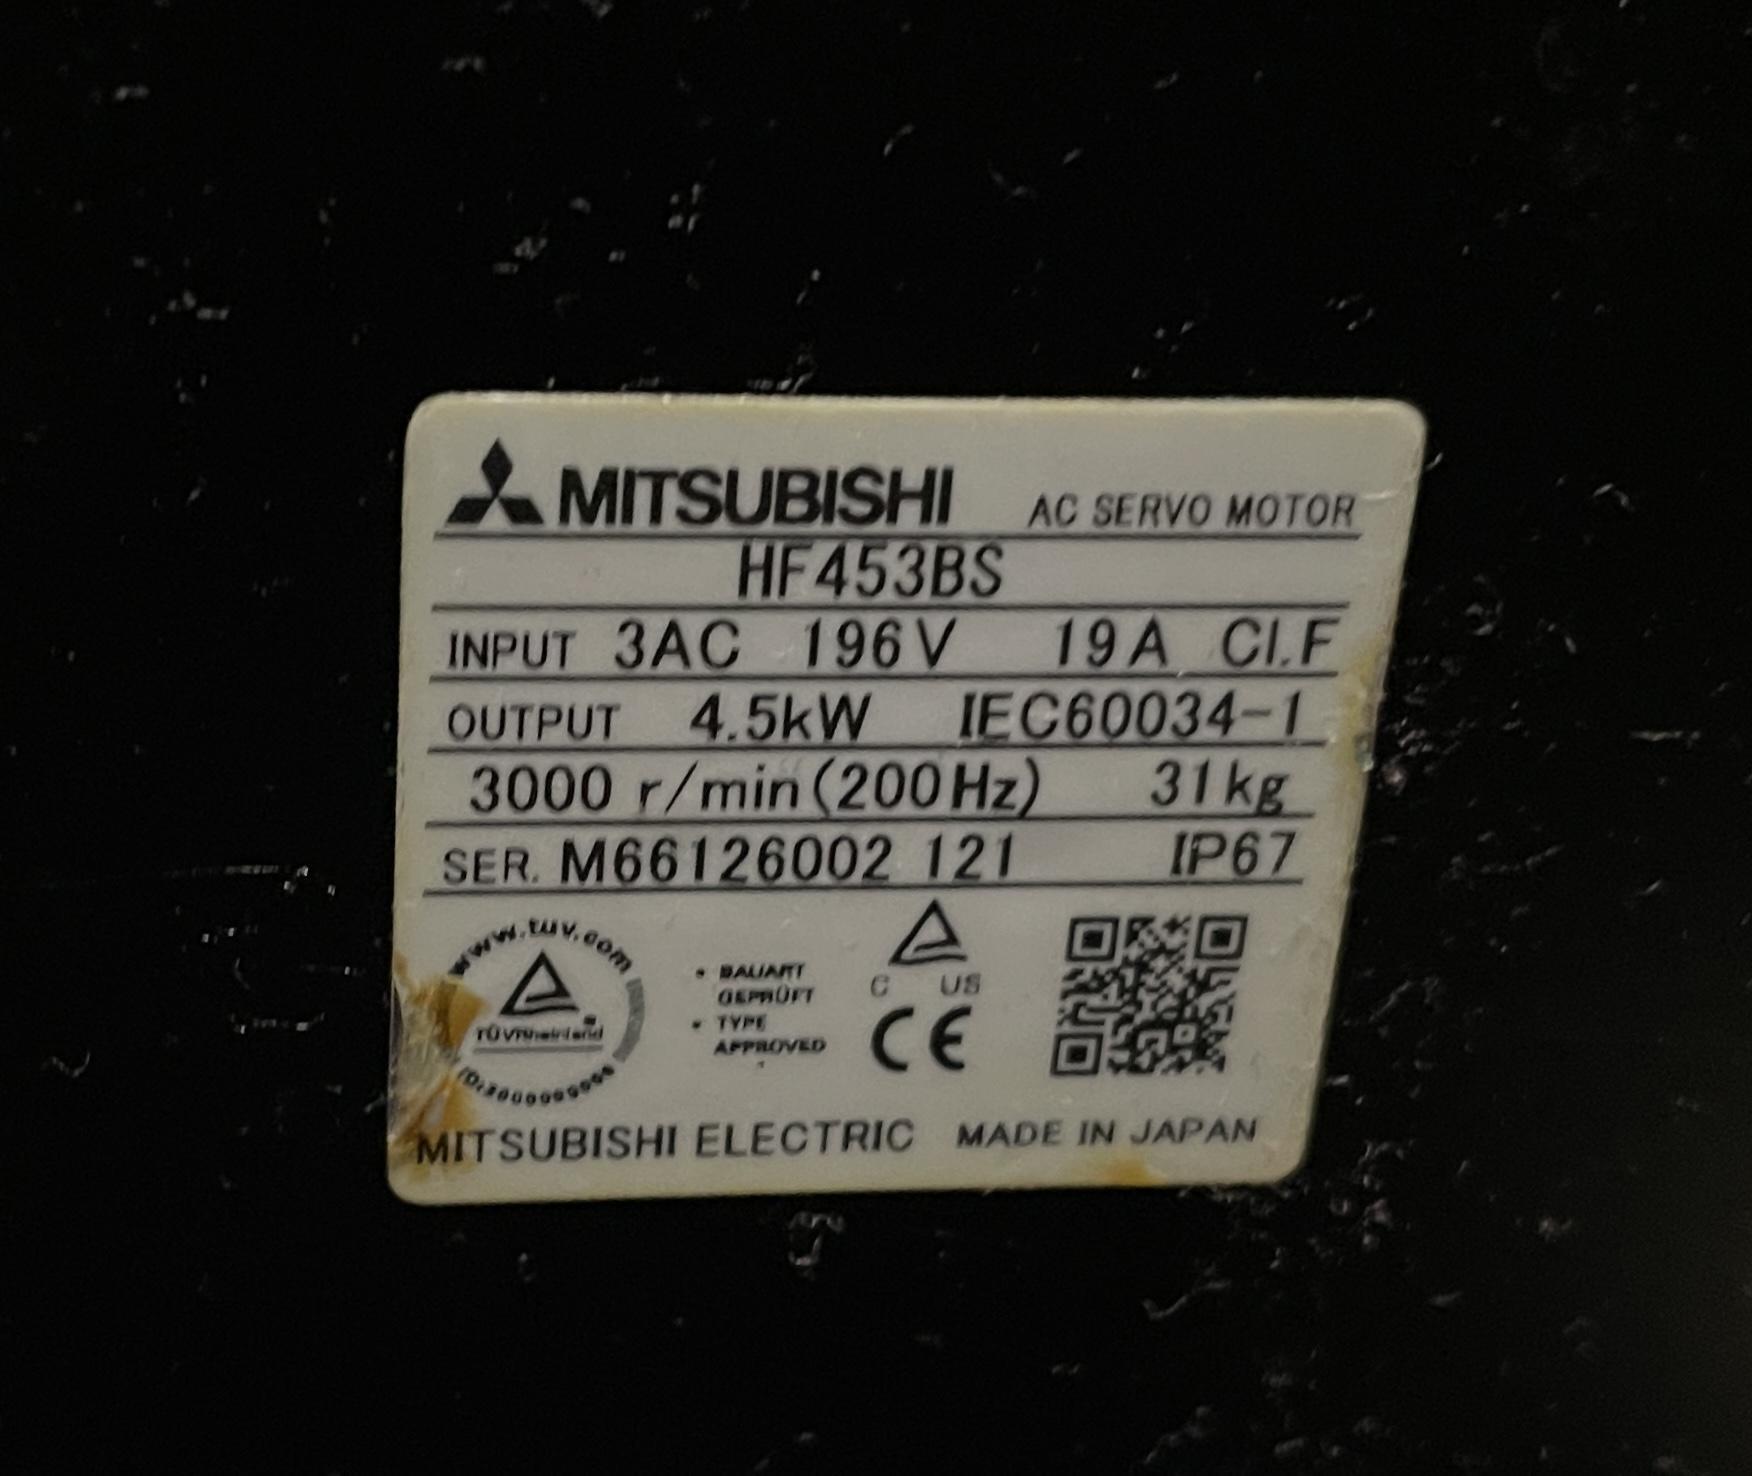 MITSUBISHI AC SERVO MOTOR
HF453BS
INPUT 3AC 196V 19A Cl.F
OUTPUT 4.5kW IEC60034-1
3000 r/min(200Hz) 31kg
SER. M66126002 121 IP67
www.tuv.com
TÜVRheinland
• BAUART
GEPRÜFT
• TYPE
APPROVED
C US
CE
MITSUBISHI ELECTRIC MADE IN JAPAN